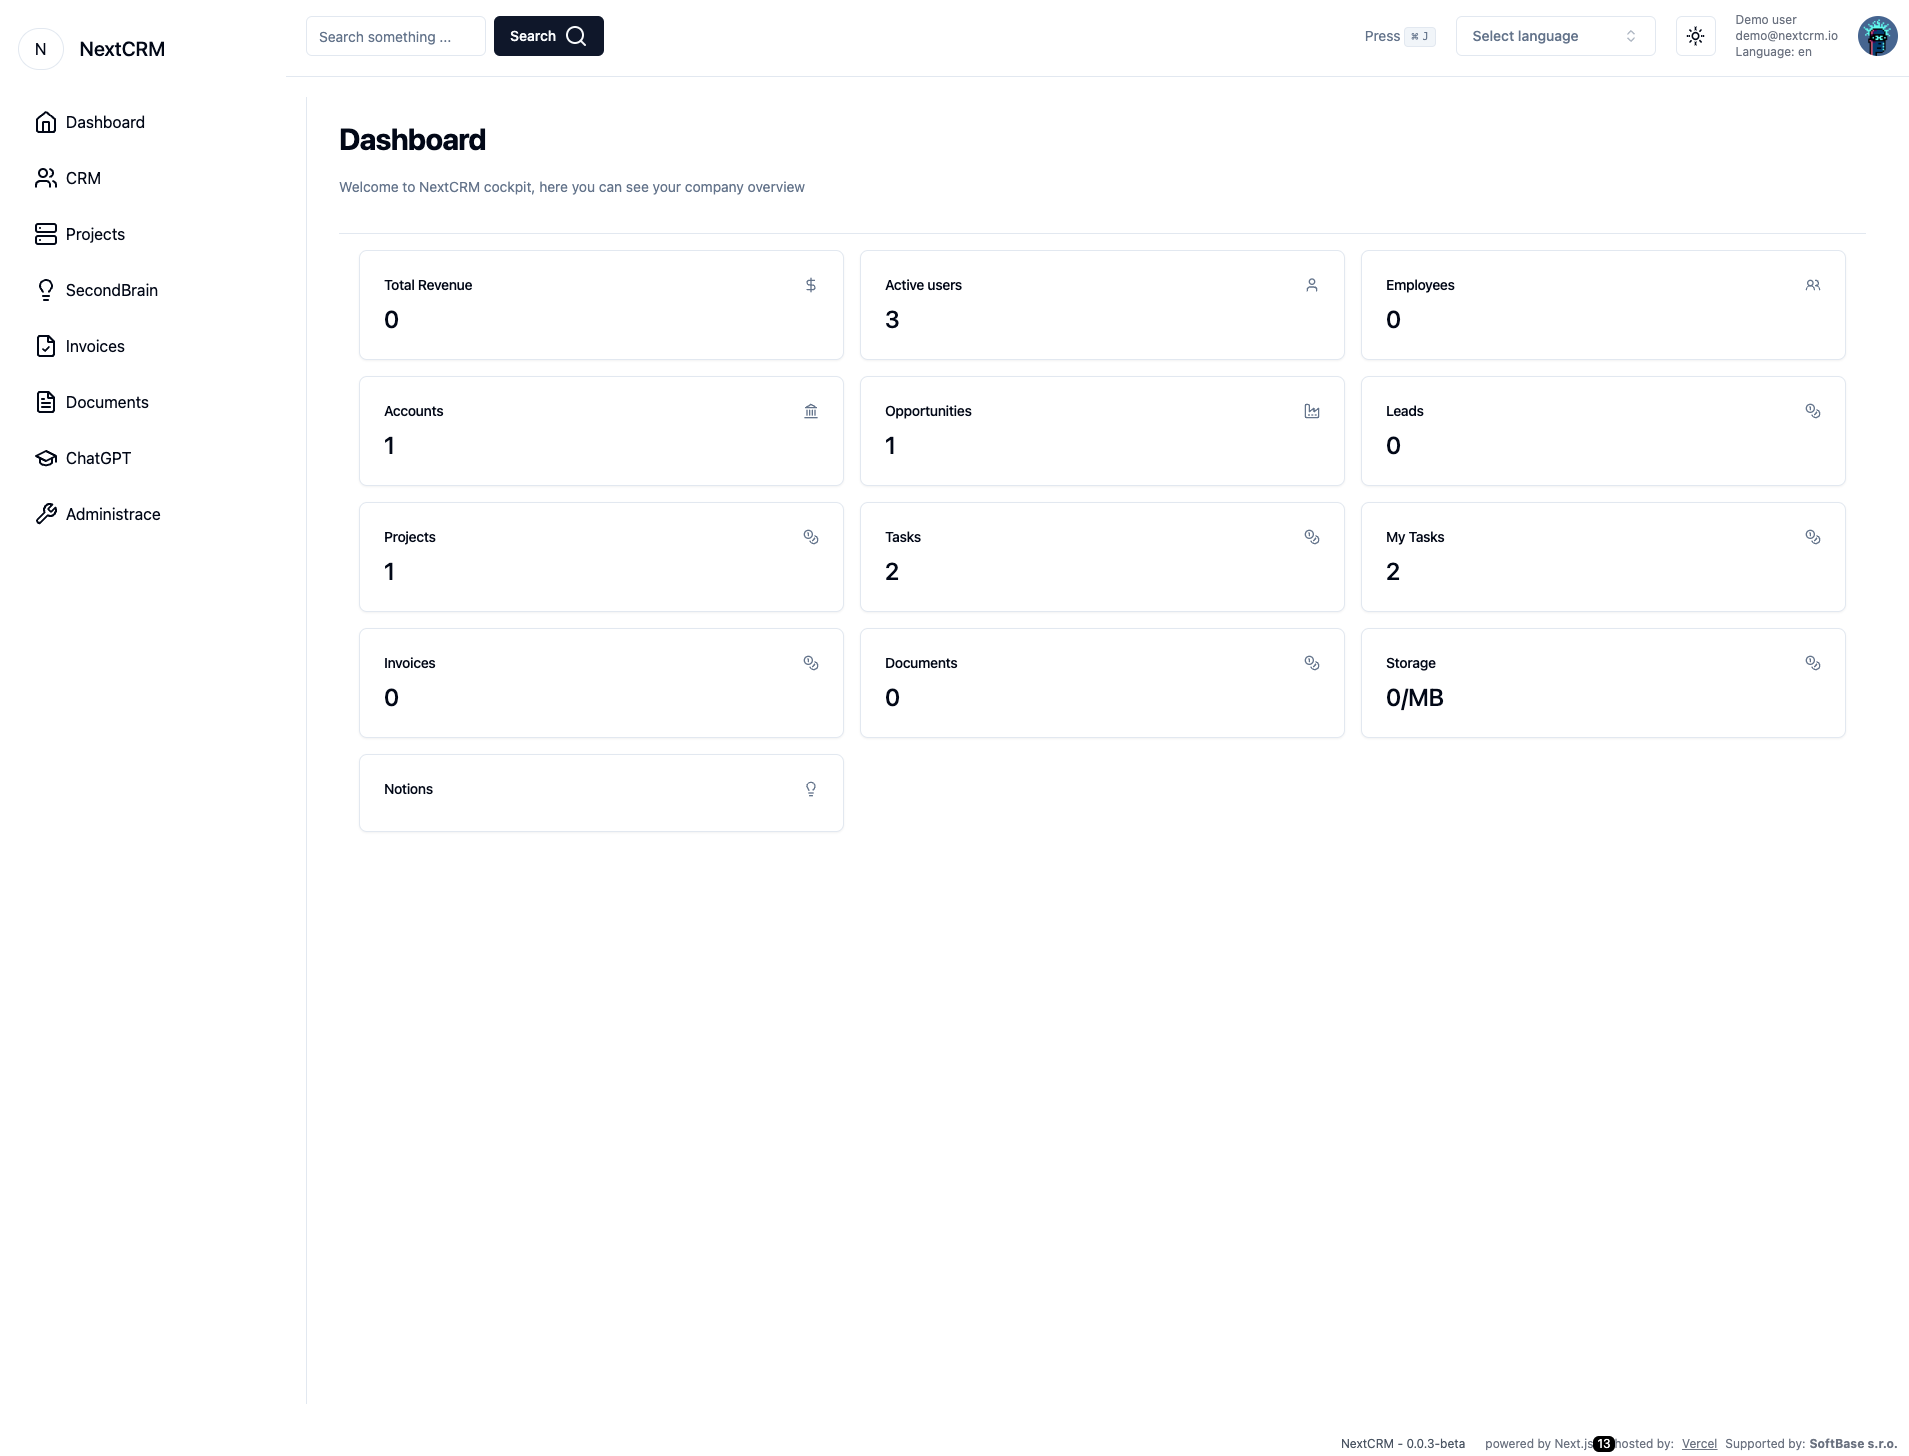 N
NextCRM
Dashboard
CRM
Projects
SecondBrain
Invoices
Documents
ChatGPT
Administrace
Search something ...
Search
Press ⌘ J
Select language
Demo user
demo@nextcrm.io
Language: en
Dashboard
Welcome to NextCRM cockpit, here you can see your company overview
Total Revenue
0
Active users
3
Employees
0
Accounts
1
Opportunities
1
Leads
0
Projects
1
Tasks
2
My Tasks
2
Invoices
0
Documents
0
Storage
0/MB
Notions
NextCRM - 0.0.3-beta powered by Next.js 13 hosted by: Vercel Supported by: SoftBase s.r.o.